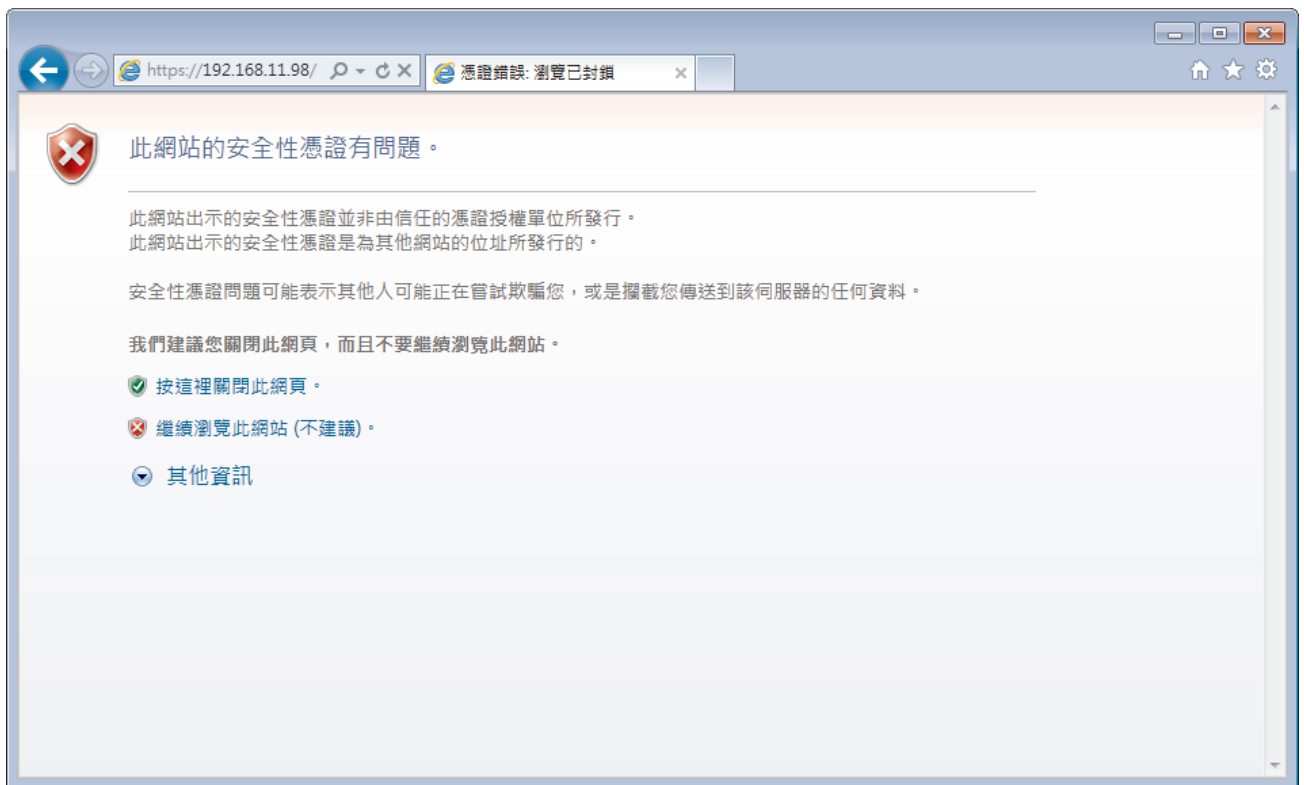 https://192.168.11.98/
憑證錯誤: 瀏覽已封鎖
此網站的安全性憑證有問題。
此網站出示的安全性憑證並非由信任的憑證授權單位所發行。
此網站出示的安全性憑證是為其他網站的位址所發行的。
安全性憑證問題可能表示其他人可能正在嘗試欺騙您，或是攔截您傳送到該伺服器的任何資料。
我們建議您關閉此網頁，而且不要繼續瀏覽此網站。
按這裡關閉此網頁。
繼續瀏覽此網站 (不建議)。
其他資訊